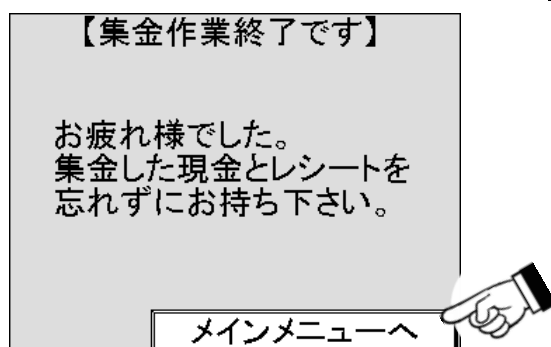 【集金作業終了です】
お疲れ様でした。
集金した現金とレシートを
忘れずにお持ち下さい。
メインメニューへ